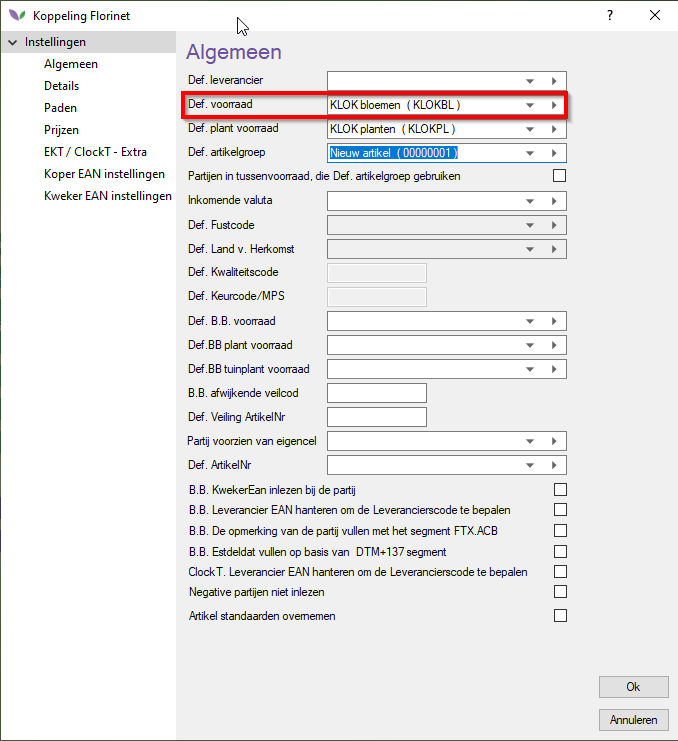 Koppeling Florinet
?
Instellingen
Algemeen
Details
Paden
Prijzen
EKT / ClockT - Extra
Koper EAN instellingen
Kweker EAN instellingen
Algemeen
Def. leverancier
Def. voorraad KLOK bloemen ( KLOKBL )
Def. plant voorraad KLOK planten ( KLOKPL )
Def. artikelgroep Nieuw artikel ( 00000001 )
Partijen in tussenvoorraad, die Def. artikelgroep gebruiken
Inkomende valuta
Def. Fustcode
Def. Land v. Herkomst
Def. Kwaliteitscode
Def. Keurcode/MPS
Def. B.B. voorraad
Def.BB plant voorraad
Def.BB tuinplant voorraad
B.B. afwijkende veilcod
Def. Veiling ArtikelNr
Partij voorzien van eigencel
Def. ArtikelNr
B.B. KwekerEan inlezen bij de partij
B.B. Leverancier EAN hanteren om de Leverancierscode te bepalen
B.B. De opmerking van de partij vullen met het segment FTX.ACB
B.B. Estdeldat vullen op basis van DTM+137 segment
ClockT. Leverancier EAN hanteren om de Leverancierscode te bepalen
Negative partijen niet inlezen
Artikel standaarden overnemen
Ok
Annuleren